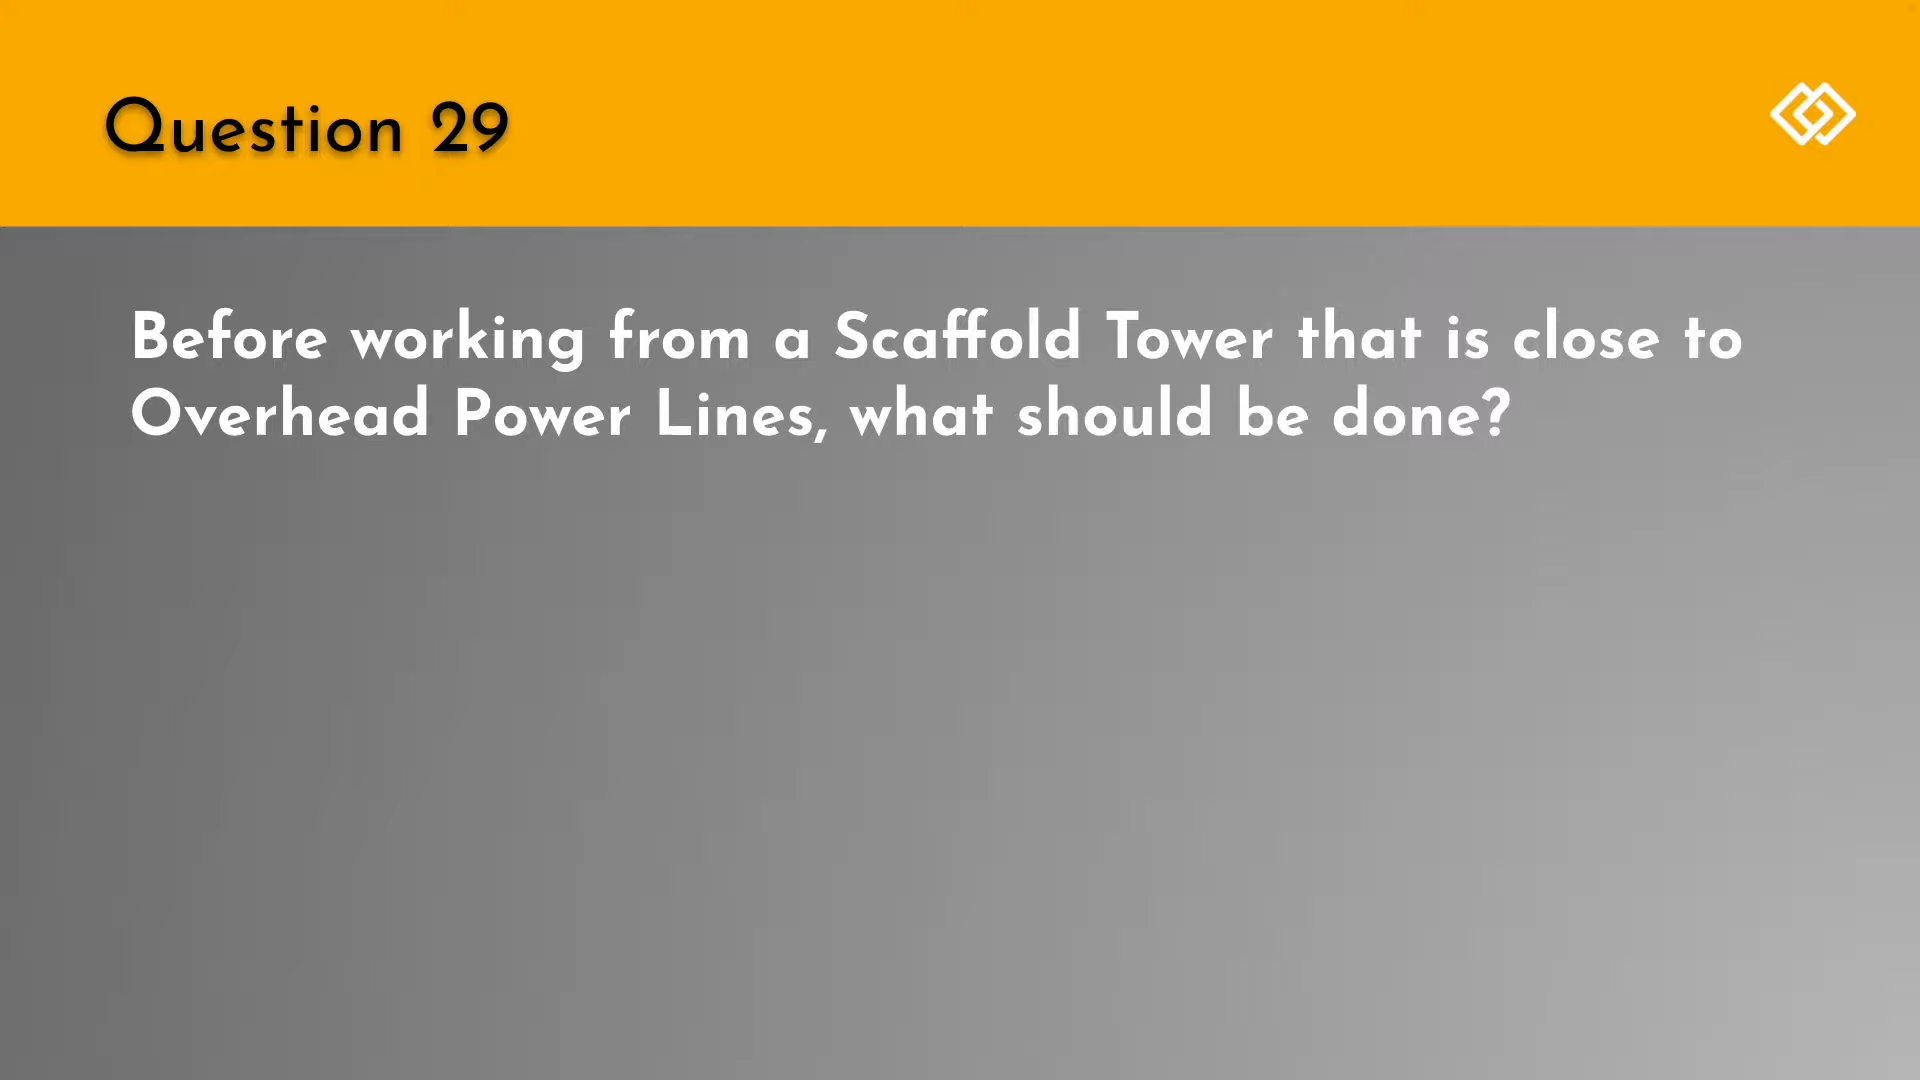 Question 29
Before working from a Scaffold Tower that is close to
Overhead Power Lines, what should be done?